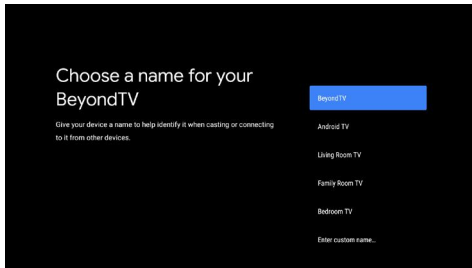 Choose a name for your
BeyondTV
Give your device a name to help identify it when casting or connecting
to it from other devices.
BeyondTV
Android TV
Living Room TV
Family Room TV
Bedroom TV
Enter custom name...